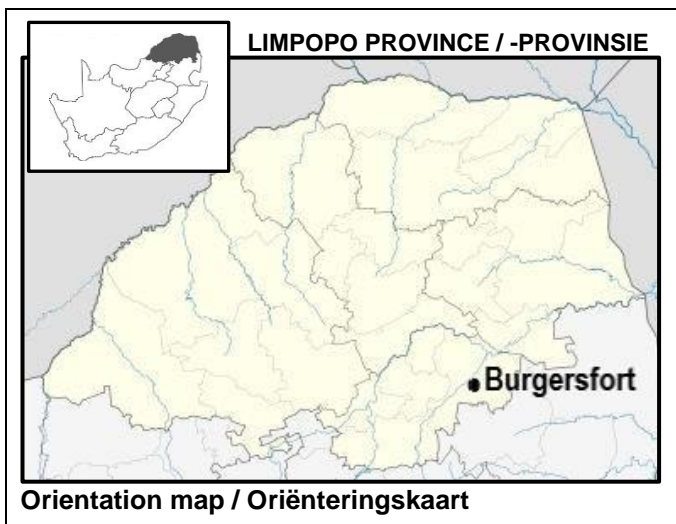 LIMPOPO PROVINCE / -PROVINSIE
Burgersfort
Orientation map / Oriënteringskaart